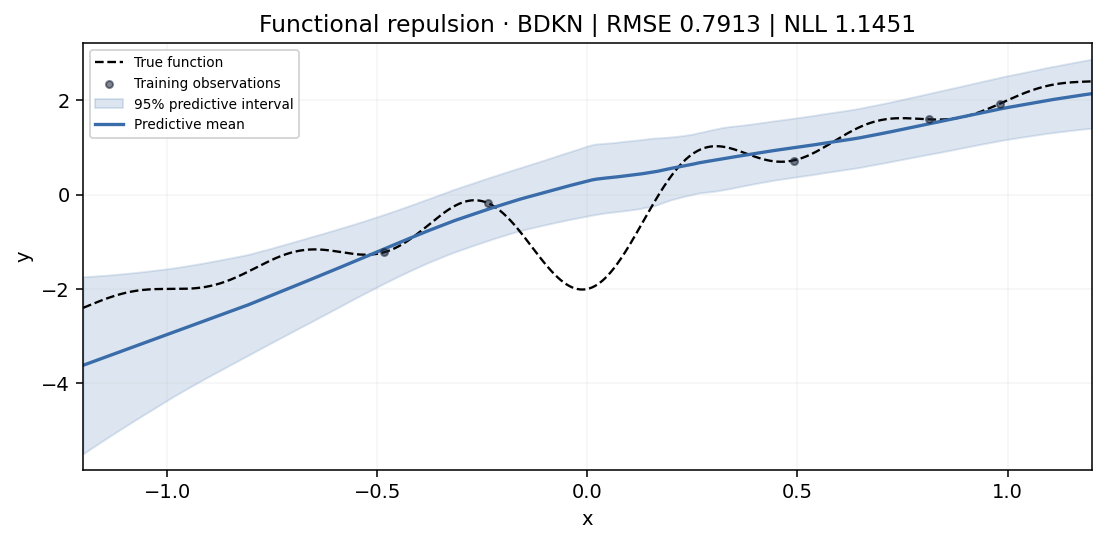 Functional repulsion · BDKN | RMSE 0.7913 | NLL 1.1451
True function
Training observations
95% predictive interval
Predictive mean
y
2
0
−2
−4
−1.0 −0.5 0.0 0.5 1.0
x